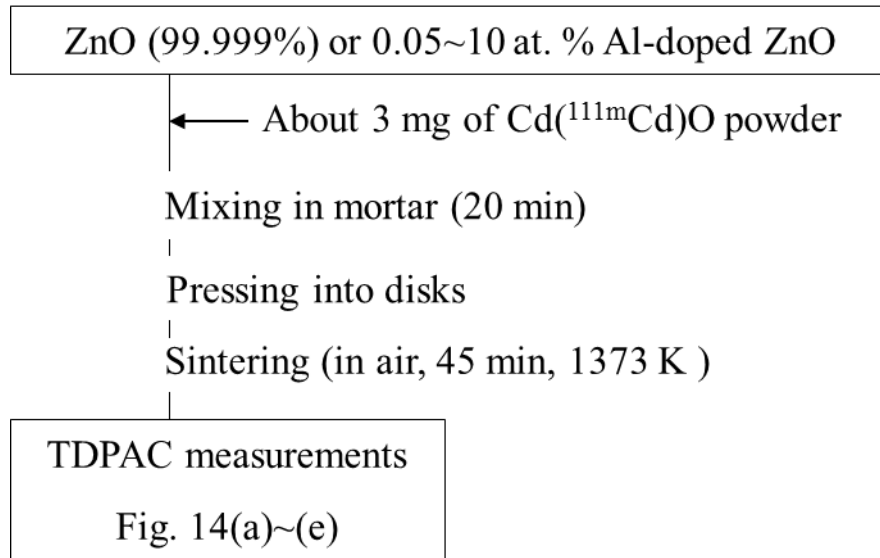 ZnO (99.999%) or 0.05~10 at. % Al-doped ZnO
About 3 mg of Cd(¹¹¹ᵐCd)O powder
Mixing in mortar (20 min)
Pressing into disks
Sintering (in air, 45 min, 1373 K )
TDPAC measurements
Fig. 14(a)~(e)